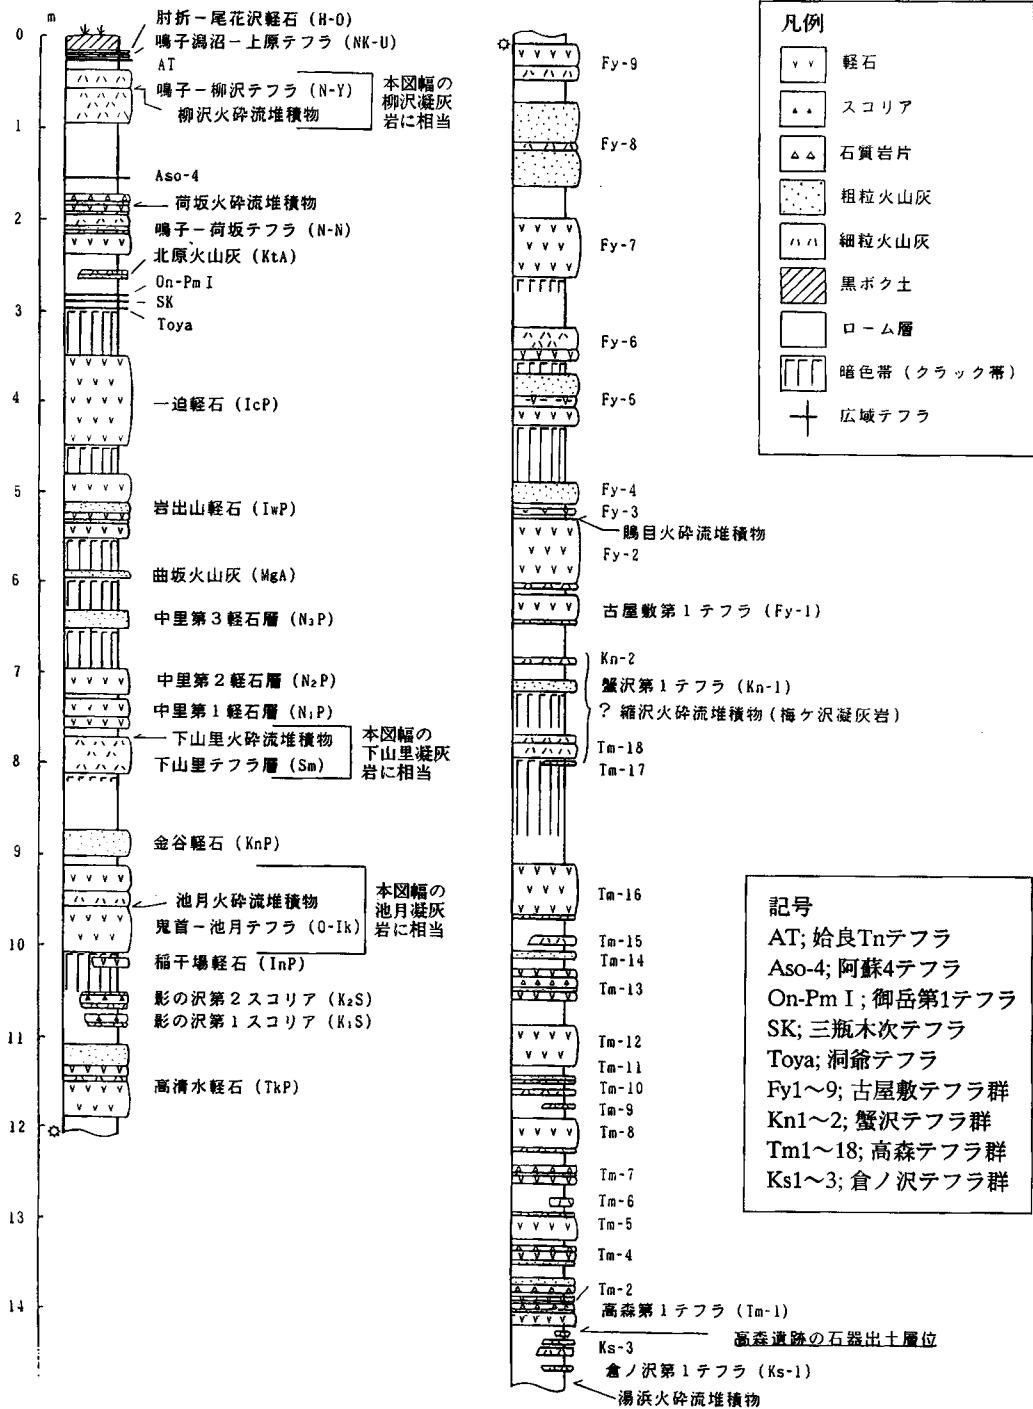 m
0
肘折－尾花沢軽石 (H-O)
鳴子潟沼－上原テフラ (NK-U)
AT
鳴子－柳沢テフラ (N-Y)
柳沢火砕流堆積物
本図幅の
柳沢凝灰
岩に相当
1
Aso-4
荷坂火砕流堆積物
2
鳴子－荷坂テフラ (N-N)
北原火山灰 (KtA)
On-Pm I
SK
3
Toya
4
一迫軽石 (IcP)
5
岩出山軽石 (IwP)
6
曲坂火山灰 (MgA)
中里第3軽石層 (N₃P)
7
中里第2軽石層 (N₂P)
中里第1軽石層 (N₁P)
下山里火砕流堆積物
8
下山里テフラ層 (Sm)
本図幅の
下山里凝灰
岩に相当
9
金谷軽石 (KnP)
池月火砕流堆積物
鬼首－池月テフラ (O-Ik)
本図幅の
池月凝灰
岩に相当
10
稲干場軽石 (InP)
影の沢第2スコリア (K₂S)
影の沢第1スコリア (K₁S)
11
高清水軽石 (TkP)
12
13
14
Fy-9
Fy-8
Fy-7
Fy-6
Fy-5
Fy-4
Fy-3
鵙目火砕流堆積物
Fy-2
古屋敷第1テフラ (Fy-1)
Kn-2
蟹沢第1テフラ (Kn-1)
? 縮沢火砕流堆積物 (梅ケ沢凝灰岩)
Tm-18
Tm-17
Tm-16
Tm-15
Tm-14
Tm-13
Tm-12
Tm-11
Tm-10
Tm-9
Tm-8
Tm-7
Tm-6
Tm-5
Tm-4
Tm-2
高森第1テフラ (Tm-1)
高森遺跡の石器出土層位
Ks-3
倉ノ沢第1テフラ (Ks-1)
湯浜火砕流堆積物
凡例
軽石
スコリア
石質岩片
粗粒火山灰
細粒火山灰
黒ボク土
ローム層
暗色帯 (クラック帯)
広域テフラ
記号
AT; 姶良Tnテフラ
Aso-4; 阿蘇4テフラ
On-Pm I ; 御岳第1テフラ
SK; 三瓶木次テフラ
Toya; 洞爺テフラ
Fy1～9; 古屋敷テフラ群
Kn1～2; 蟹沢テフラ群
Tm1～18; 高森テフラ群
Ks1～3; 倉ノ沢テフラ群